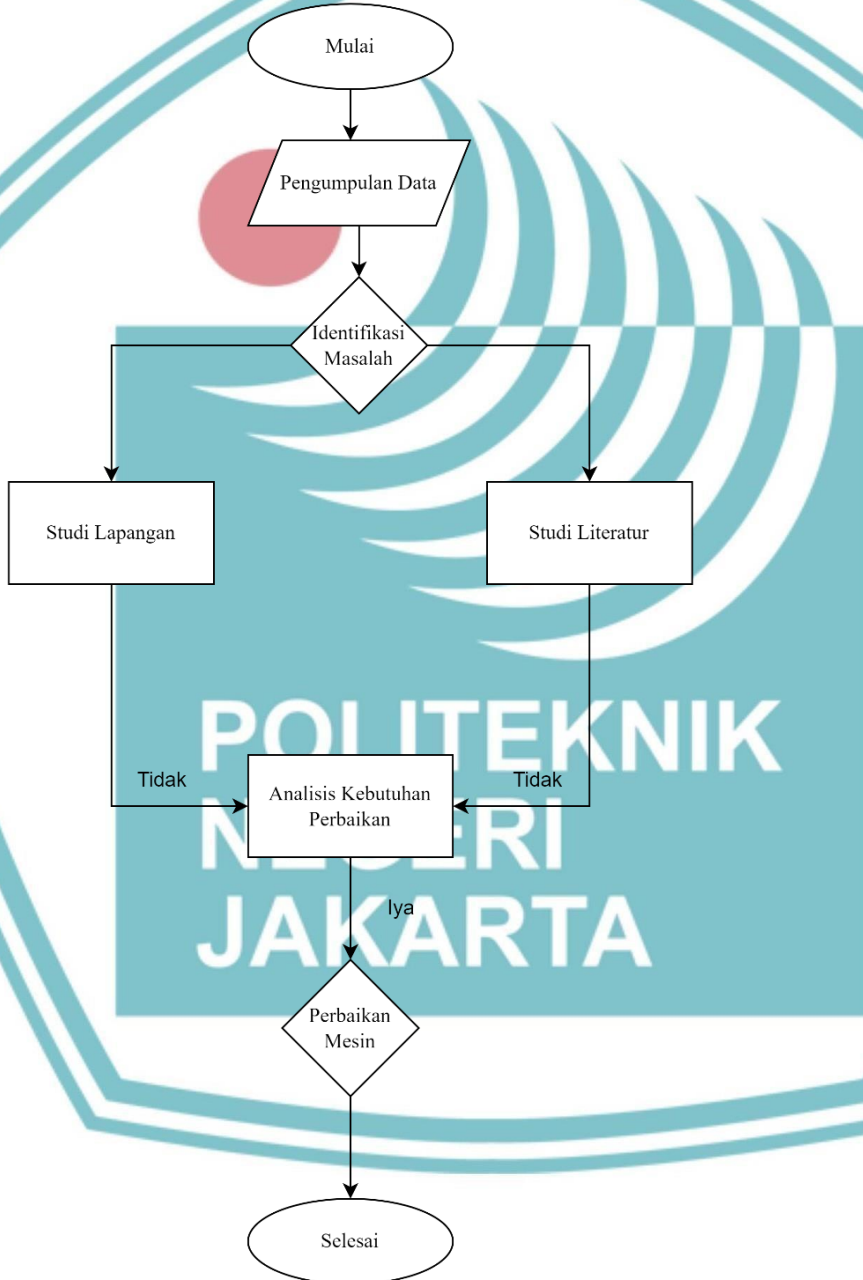 Mulai
Pengumpulan Data
Identifikasi
Masalah
Studi Lapangan
Studi Literatur
POLITEKNIK
NEGERI
JAKARTA
Tidak
Tidak
Analisis Kebutuhan
Perbaikan
Iya
Perbaikan
Mesin
Selesai